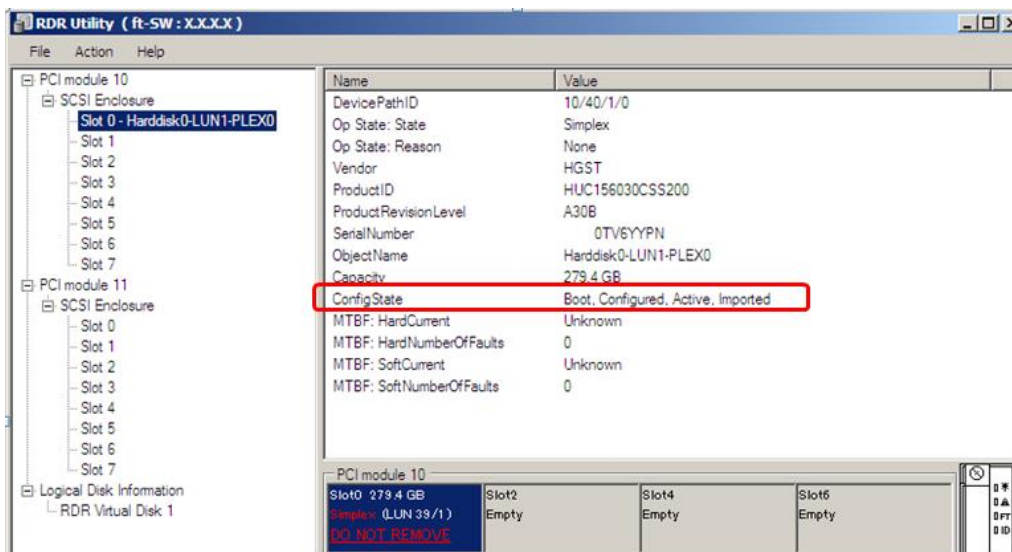 RDR Utility ( ft-SW : X.X.X.X )
File Action Help
PCI module 10
SCSI Enclosure
Slot 0 - Harddisk0-LUN1-PLEX0
Slot 1
Slot 2
Slot 3
Slot 4
Slot 5
Slot 6
Slot 7
PCI module 11
SCSI Enclosure
Slot 0
Slot 1
Slot 2
Slot 3
Slot 4
Slot 5
Slot 6
Slot 7
Logical Disk Information
RDR Virtual Disk 1
Name Value
DevicePathID 10/40/1/0
Op State: State Simplex
Op State: Reason None
Vendor HGST
ProductID HUC156030CSS200
ProductRevisionLevel A30B
SerialNumber 0TV6YYPN
ObjectName Harddisk0-LUN1-PLEX0
Capacity 279.4 GB
ConfigState Boot, Configured, Active, Imported
MTBF: HardCurrent Unknown
MTBF: HardNumberOfFaults 0
MTBF: SoftCurrent Unknown
MTBF: SoftNumberOfFaults 0
PCI module 10
Slot0 279.4 GB Slot2 Slot4 Slot6
Simplex (LUN 39/1) Empty Empty Empty
DO NOT REMOVE